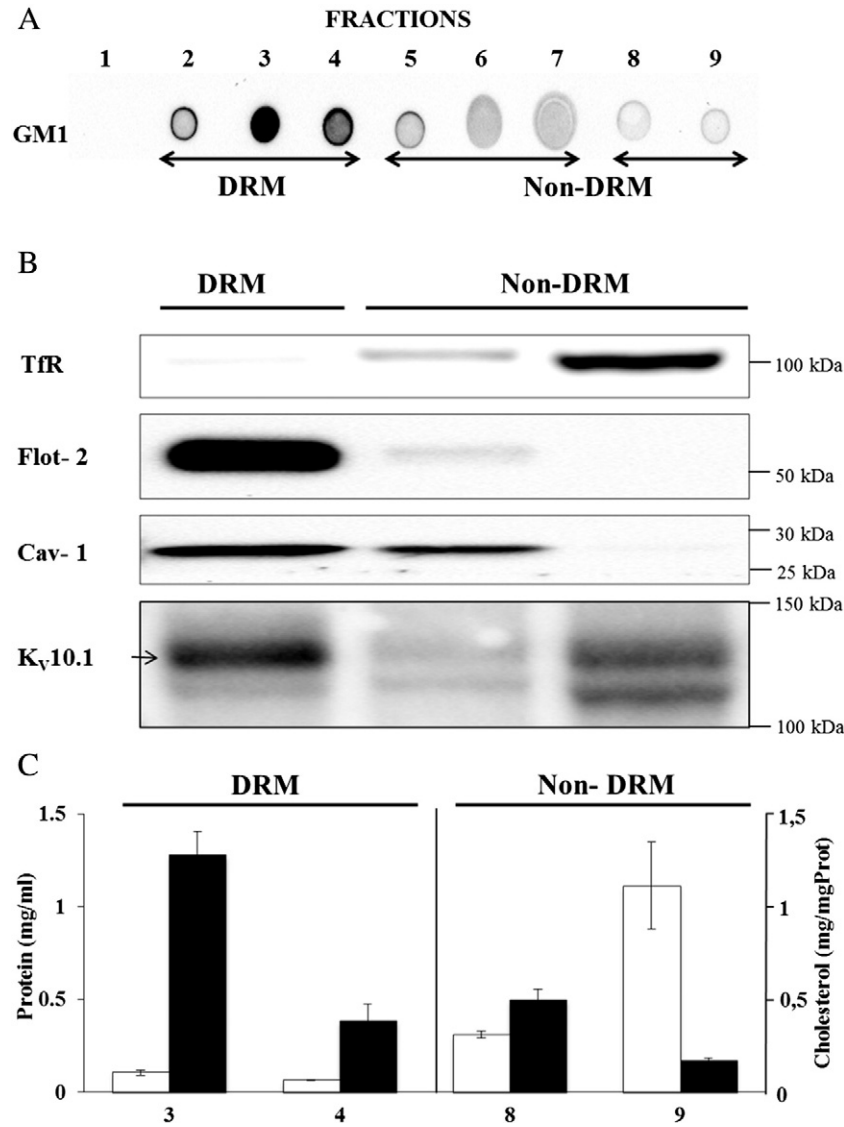 A
FRACTIONS
1 2 3 4 5 6 7 8 9
GM1
DRM Non-DRM
B
DRM Non-DRM
TfR 100 kDa
Flot- 2 50 kDa
Cav- 1 30 kDa
25 kDa
150 kDa
KV10.1
100 kDa
C
DRM Non- DRM
1.5 1,5
1 1
0.5 0,5
0 0
Protein (mg/ml)
Cholesterol (mg/mgProt)
3 4 8 9